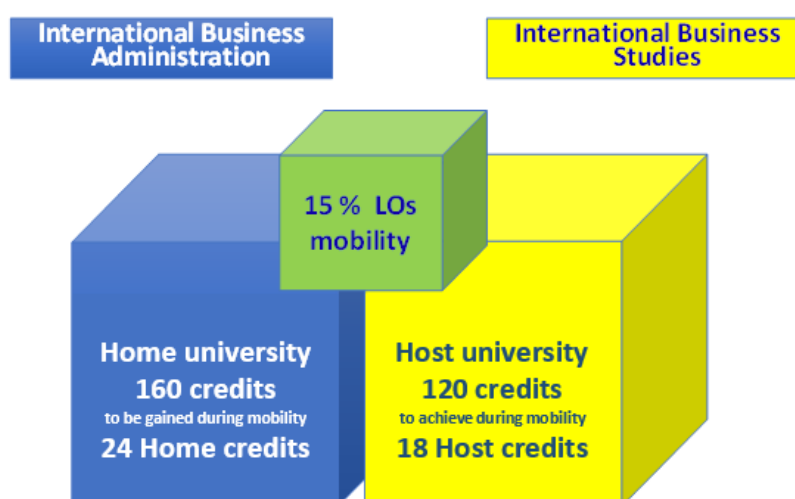 International Business
Administration
International Business
Studies
15 % LOs
mobility
Home university
160 credits
to be gained during mobility
24 Home credits
Host university
120 credits
to achieve during mobility
18 Host credits